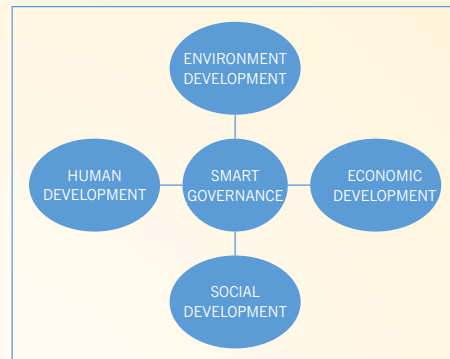 ENVIRONMENT
DEVELOPMENT
HUMAN
DEVELOPMENT
SMART
GOVERNANCE
ECONOMIC
DEVELOPMENT
SOCIAL
DEVELOPMENT